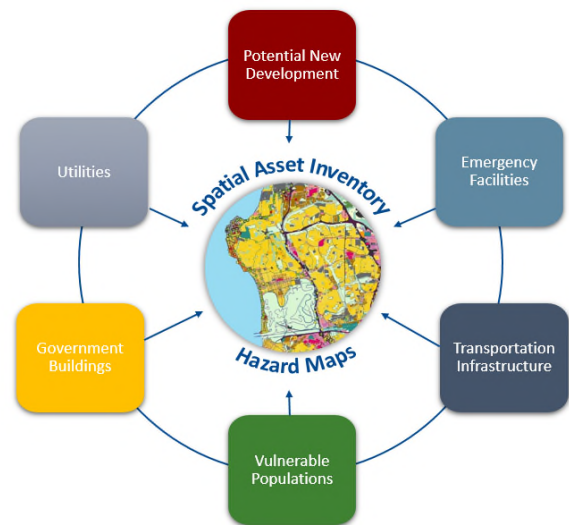 Potential New
Development
Utilities
Emergency
Facilities
Spatial Asset Inventory
Hazard Maps
Government
Buildings
Transportation
Infrastructure
Vulnerable
Populations